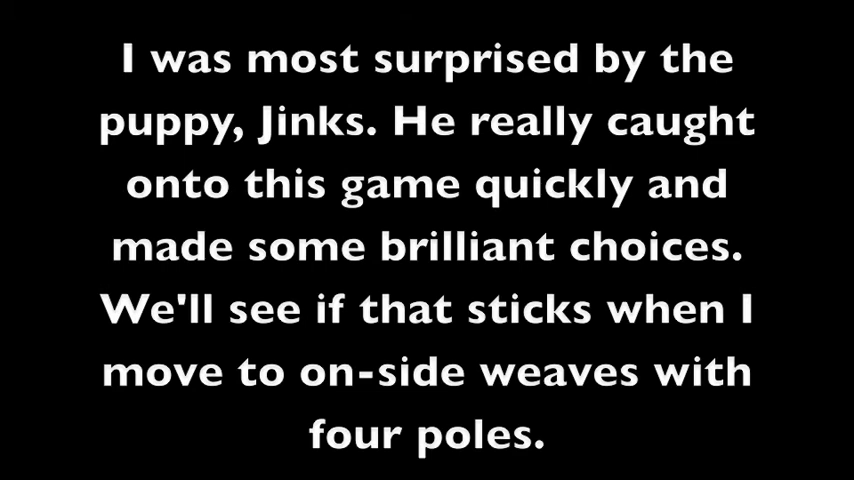 I was most surprised by the
puppy, Jinks. He really caught
onto this game quickly and
made some brilliant choices.
We'll see if that sticks when I
move to on-side weaves with
four poles.